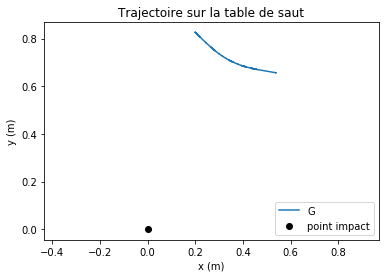 Trajectoire sur la table de saut
y (m)
0.8
0.6
0.4
0.2
0.0
G
point impact
−0.4 −0.2 0.0 0.2 0.4 0.6 0.8
x (m)